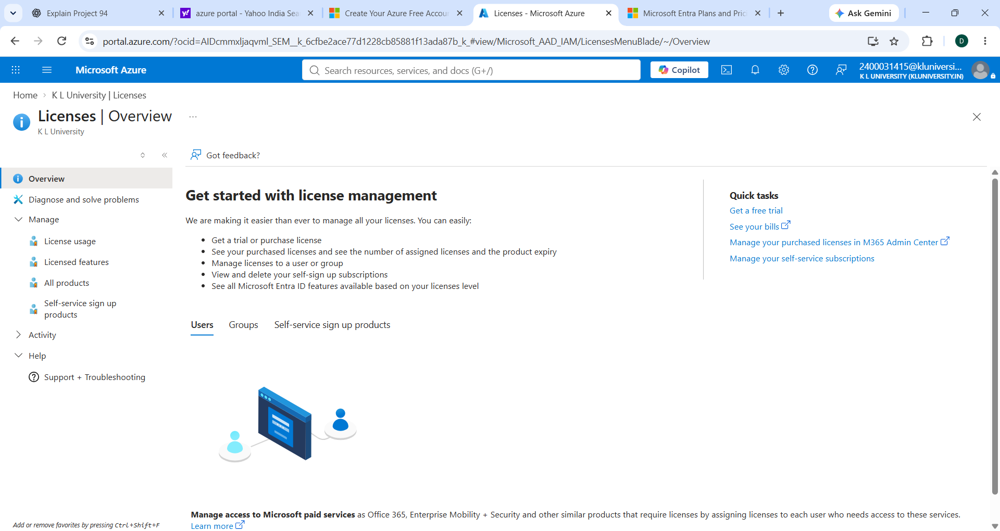 Explain Project 94
azure portal - Yahoo India Sea
Create Your Azure Free Accoun
Licenses - Microsoft Azure
Microsoft Entra Plans and Pric
Ask Gemini
portal.azure.com/?ocid=AIDcmmxljaqvml_SEM__k_6cfbe2ace77d1228cb85881f13ada87b_k_#view/Microsoft_AAD_IAM/LicensesMenuBlade/~/Overview
D
Microsoft Azure
Search resources, services, and docs (G+/)
Copilot
2400031415@kluniversi...
K L UNIVERSITY (KLUNIVERSITY.IN)
Home > K L University | Licenses
Licenses | Overview ...
K L University
Got feedback?
Overview
Diagnose and solve problems
Manage
License usage
Licensed features
All products
Self-service sign up
products
Activity
Help
Support + Troubleshooting
Add or remove favorites by pressing Ctrl+Shift+F
Get started with license management
We are making it easier than ever to manage all your licenses. You can easily:
• Get a trial or purchase license
• See your purchased licenses and see the number of assigned licenses and the product expiry
• Manage licenses to a user or group
• View and delete your self-sign up subscriptions
• See all Microsoft Entra ID features available based on your licenses level
Quick tasks
Get a free trial
See your bills
Manage your purchased licenses in M365 Admin Center
Manage your self-service subscriptions
Users Groups Self-service sign up products
Manage access to Microsoft paid services as Office 365, Enterprise Mobility + Security and other similar products that require licenses by assigning licenses to each user who needs access to these services.
Learn more